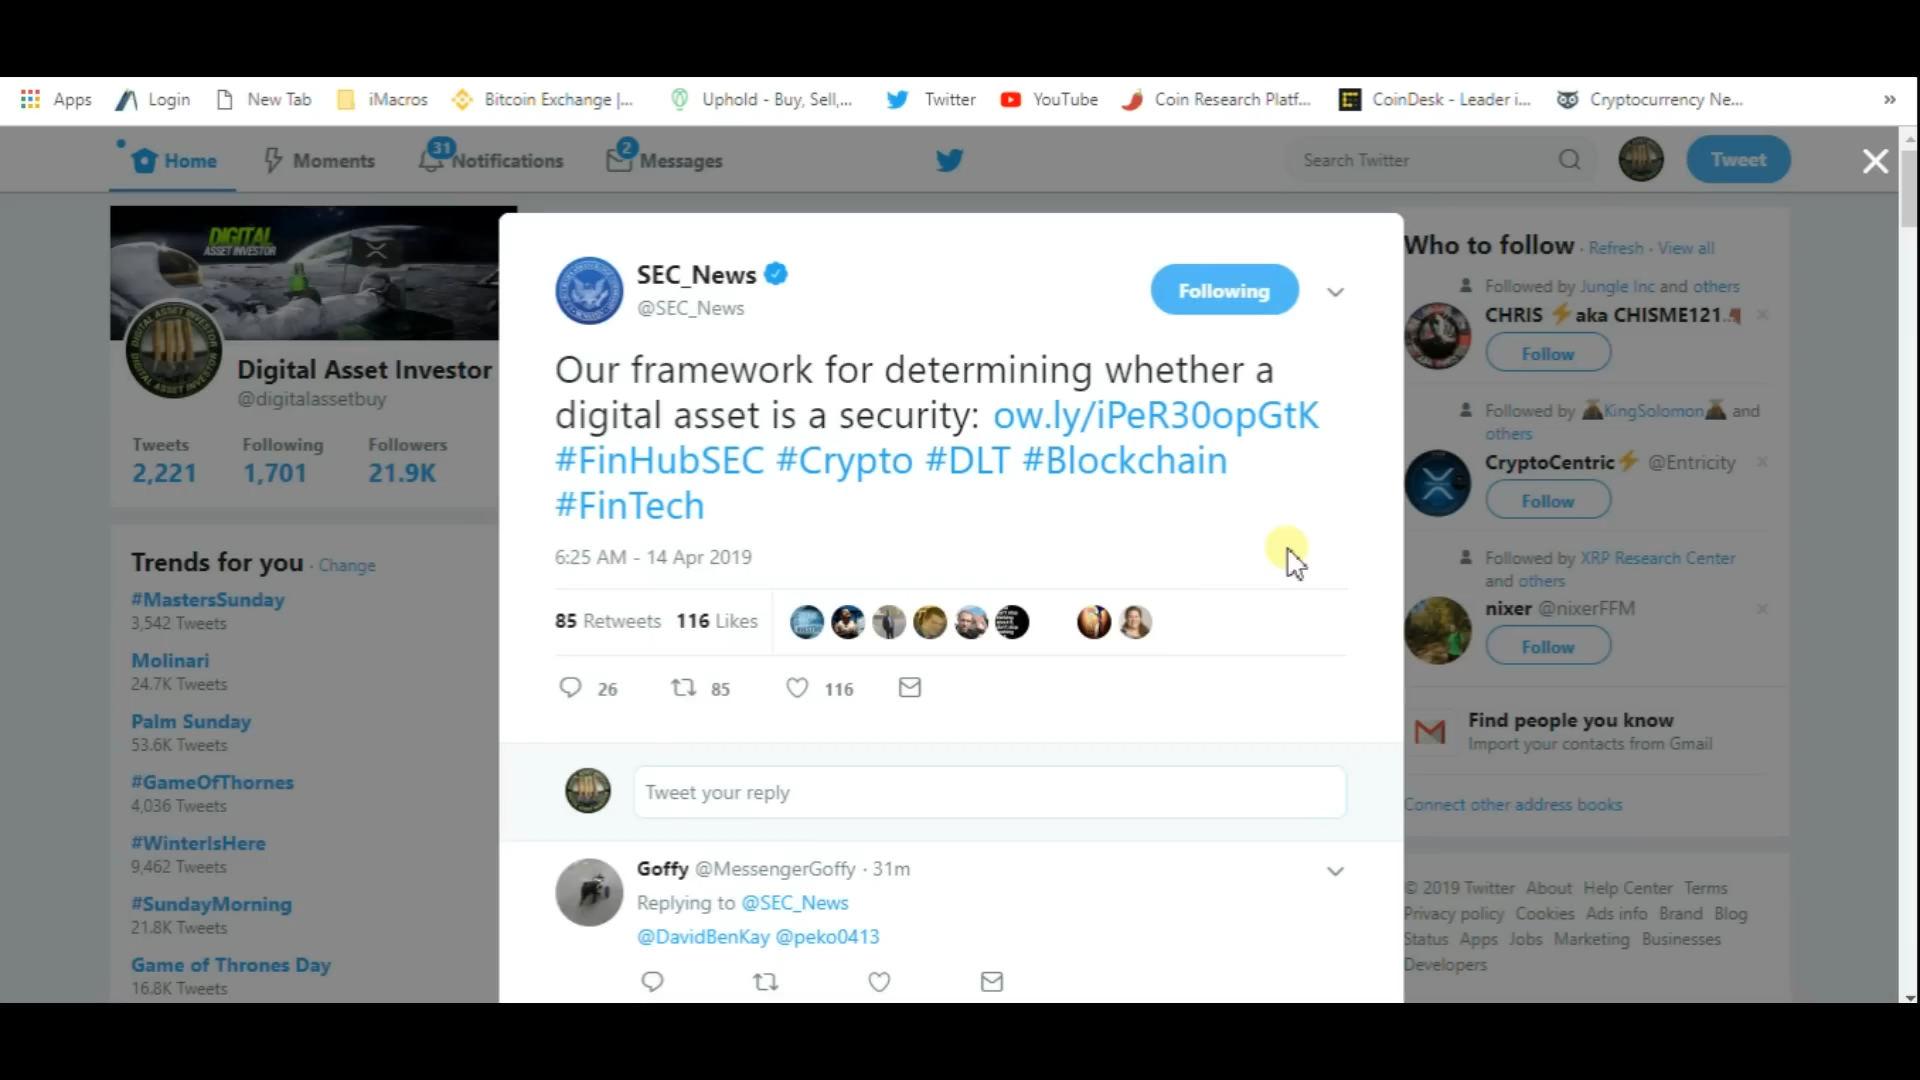 Apps Login New Tab iMacros Bitcoin Exchange |... Uphold - Buy, Sell,... Twitter YouTube Coin Research Platf... CoinDesk - Leader i... Cryptocurrency Ne... »
Home Moments 31 Notifications 2 Messages Search Twitter Tweet
DIGITAL
ASSET INVESTOR
Digital Asset Investor
@digitalassetbuy
Tweets Following Followers
2,221 1,701 21.9K
Trends for you · Change
#MastersSunday
3,542 Tweets
Molinari
24.7K Tweets
Palm Sunday
53.6K Tweets
#GameOfThornes
4,036 Tweets
#WinterIsHere
9,462 Tweets
#SundayMorning
21.8K Tweets
Game of Thrones Day
16.8K Tweets
SEC_News
@SEC_News
Following
Our framework for determining whether a
digital asset is a security: ow.ly/iPeR30opGtK
#FinHubSEC #Crypto #DLT #Blockchain
#FinTech
6:25 AM - 14 Apr 2019
85 Retweets 116 Likes
26 85 116
Tweet your reply
Goffy @MessengerGoffy · 31m
Replying to @SEC_News
@DavidBenKay @peko0413
Who to follow · Refresh · View all
Followed by Jungle Inc and others
CHRIS ⚡aka CHISME121
Follow
Followed by KingSolomon and
others
CryptoCentric⚡ @Entricity
Follow
Followed by XRP Research Center
and others
nixer @nixerFFM
Follow
Find people you know
Import your contacts from Gmail
Connect other address books
© 2019 Twitter About Help Center Terms
Privacy policy Cookies Ads info Brand Blog
Status Apps Jobs Marketing Businesses
Developers